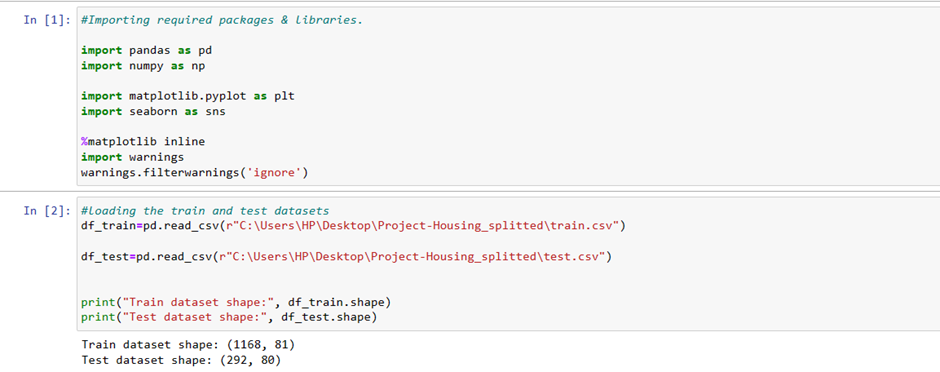 In [1]: #Importing required packages & libraries.
import pandas as pd
import numpy as np
import matplotlib.pyplot as plt
import seaborn as sns
%matplotlib inline
import warnings
warnings.filterwarnings('ignore')
In [2]: #loading the train and test datasets
df_train=pd.read_csv(r"C:\Users\HP\Desktop\Project-Housing_splitted\train.csv")
df_test=pd.read_csv(r"C:\Users\HP\Desktop\Project-Housing_splitted\test.csv")
print("Train dataset shape:", df_train.shape)
print("Test dataset shape:", df_test.shape)
Train dataset shape: (1168, 81)
Test dataset shape: (292, 80)